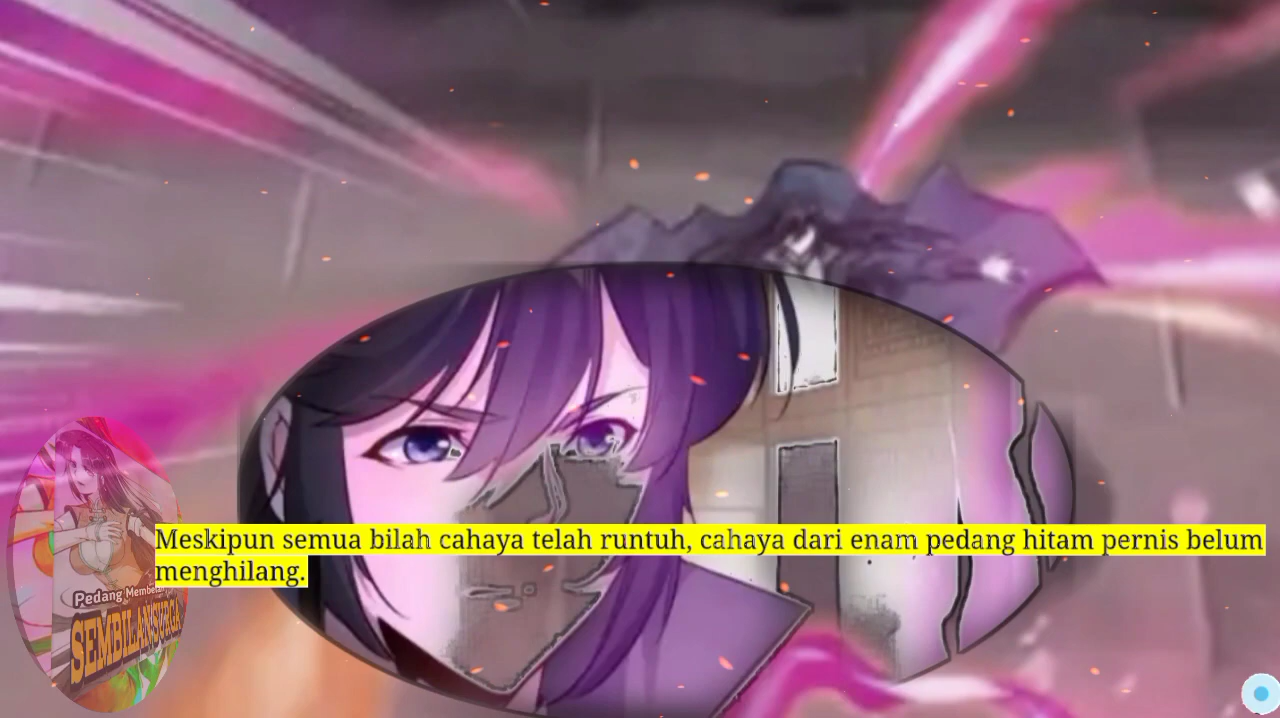 Meskipun semua bilah cahaya telah runtuh, cahaya dari enam pedang hitam pernis belum
menghilang.
Pedang Membelah
SEMBILAN SURGA